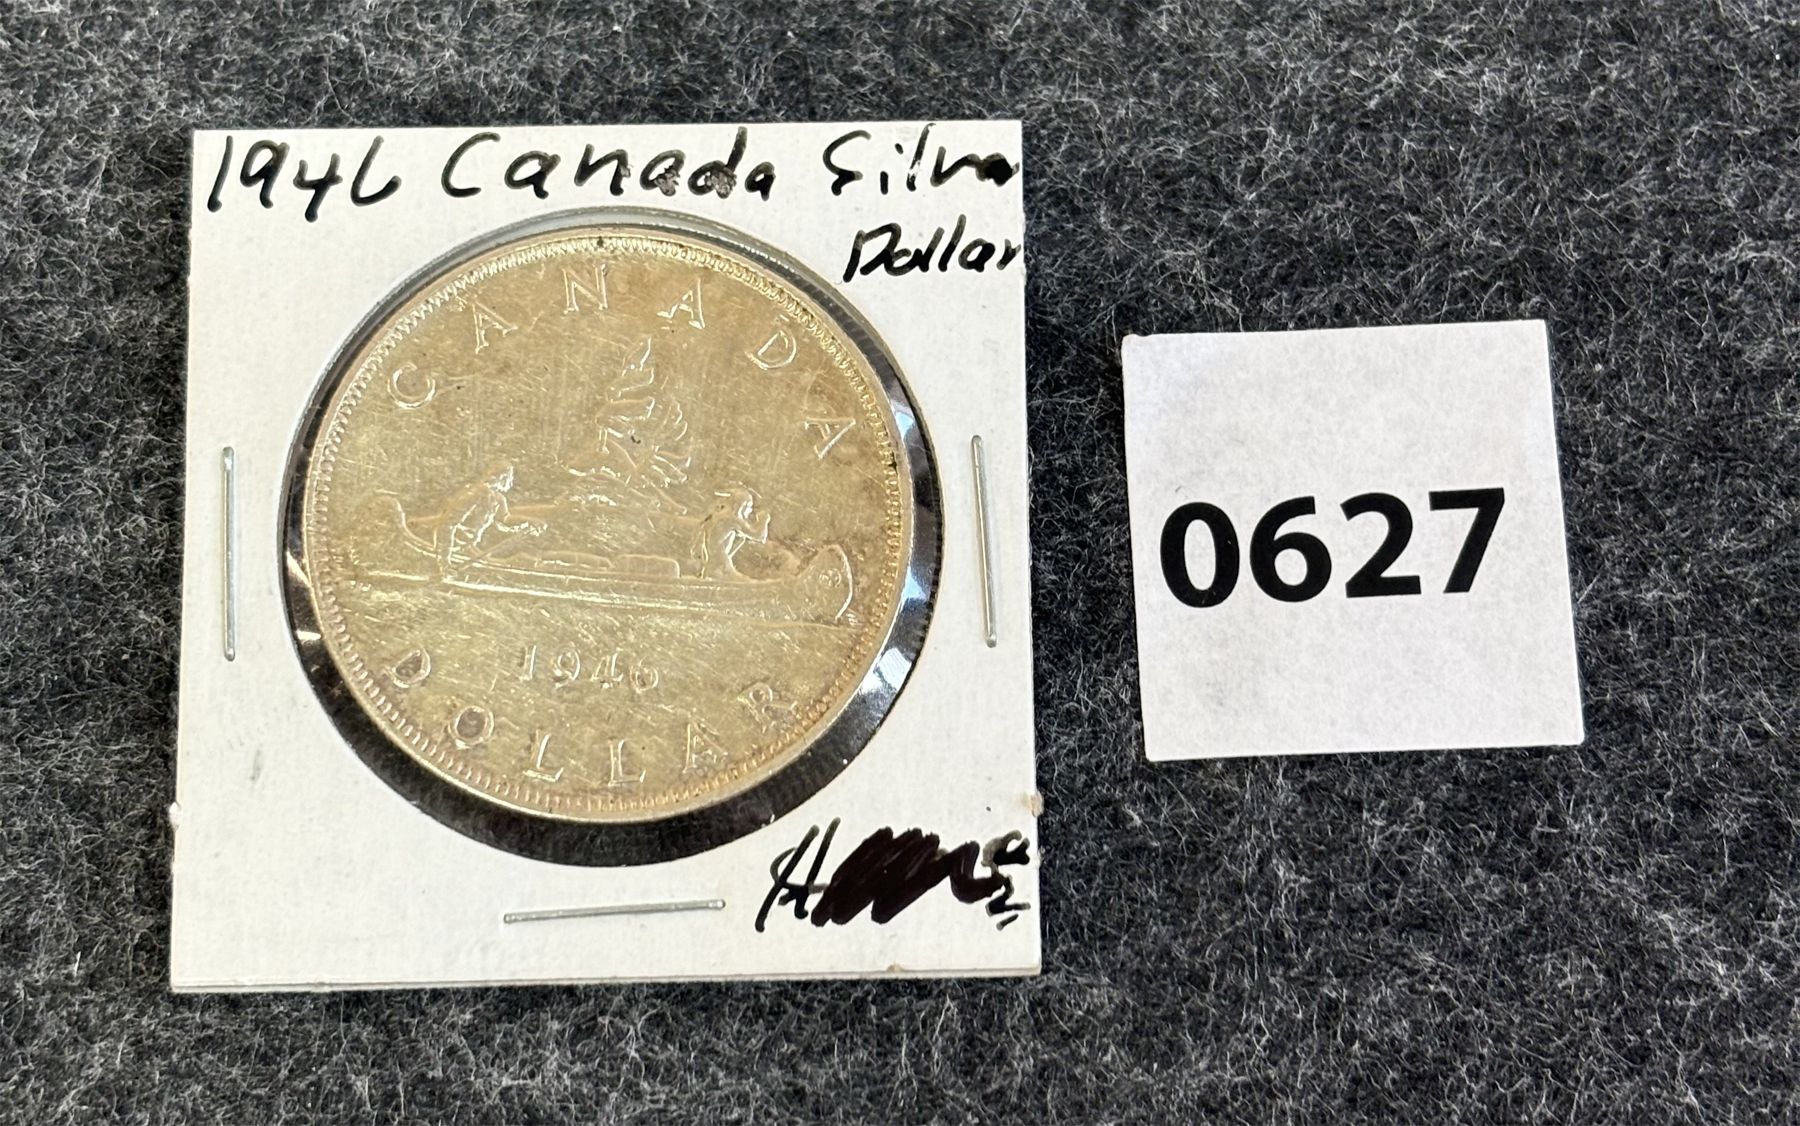 1946 Canada Silver
Dollar
CANADA
1946
DOLLAR
0627